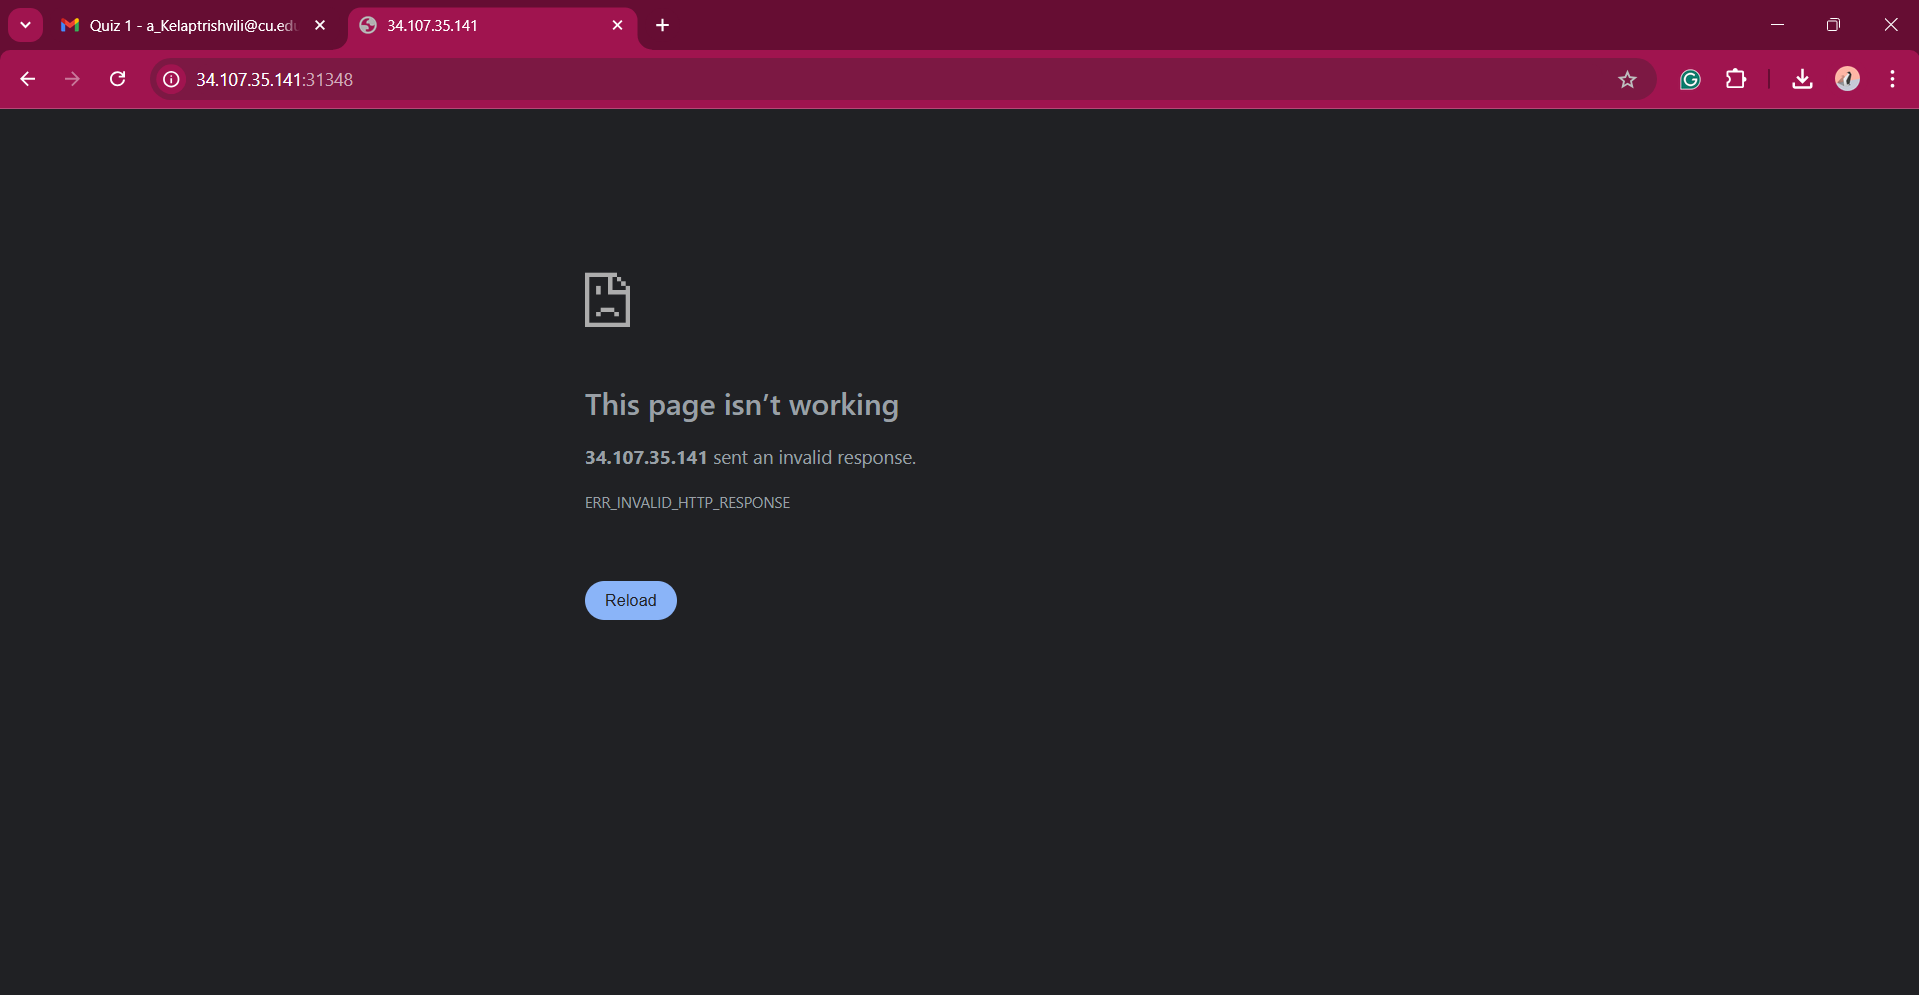 Quiz 1 - a_Kelaptrishvili@cu.edu
34.107.35.141
34.107.35.141:31348
This page isn’t working
34.107.35.141 sent an invalid response.
ERR_INVALID_HTTP_RESPONSE
Reload